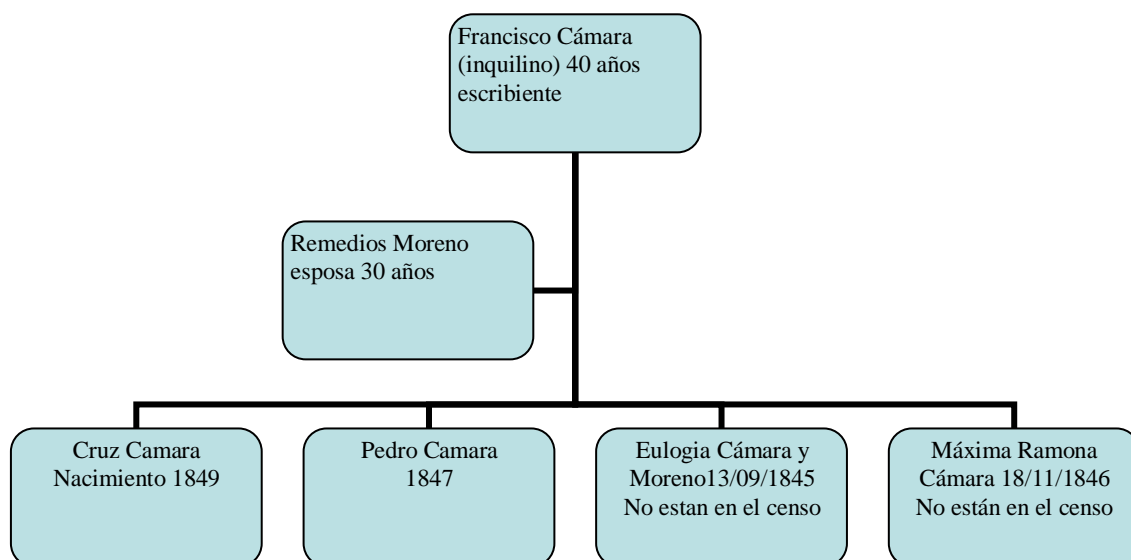 Francisco Cámara
(inquilino) 40 años
escribiente
Remedios Moreno
esposa 30 años
Cruz Camara
Nacimiento 1849
Pedro Camara
1847
Eulogia Cámara y
Moreno13/09/1845
No estan en el censo
Máxima Ramona
Cámara 18/11/1846
No están en el censo